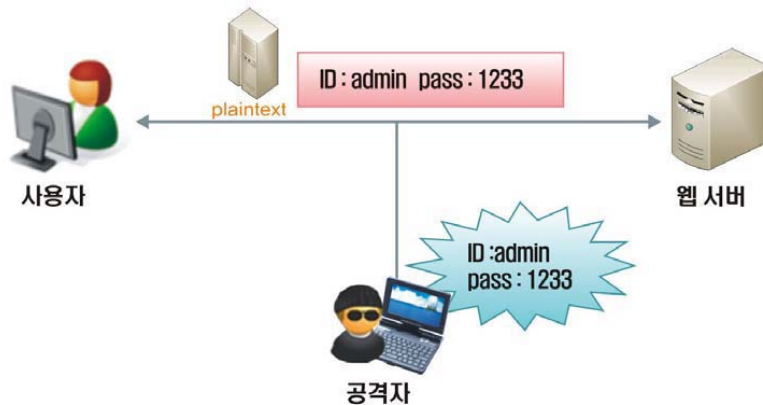 ID : admin pass : 1233
plaintext
사용자
웹 서버
ID :admin
pass : 1233
공격자